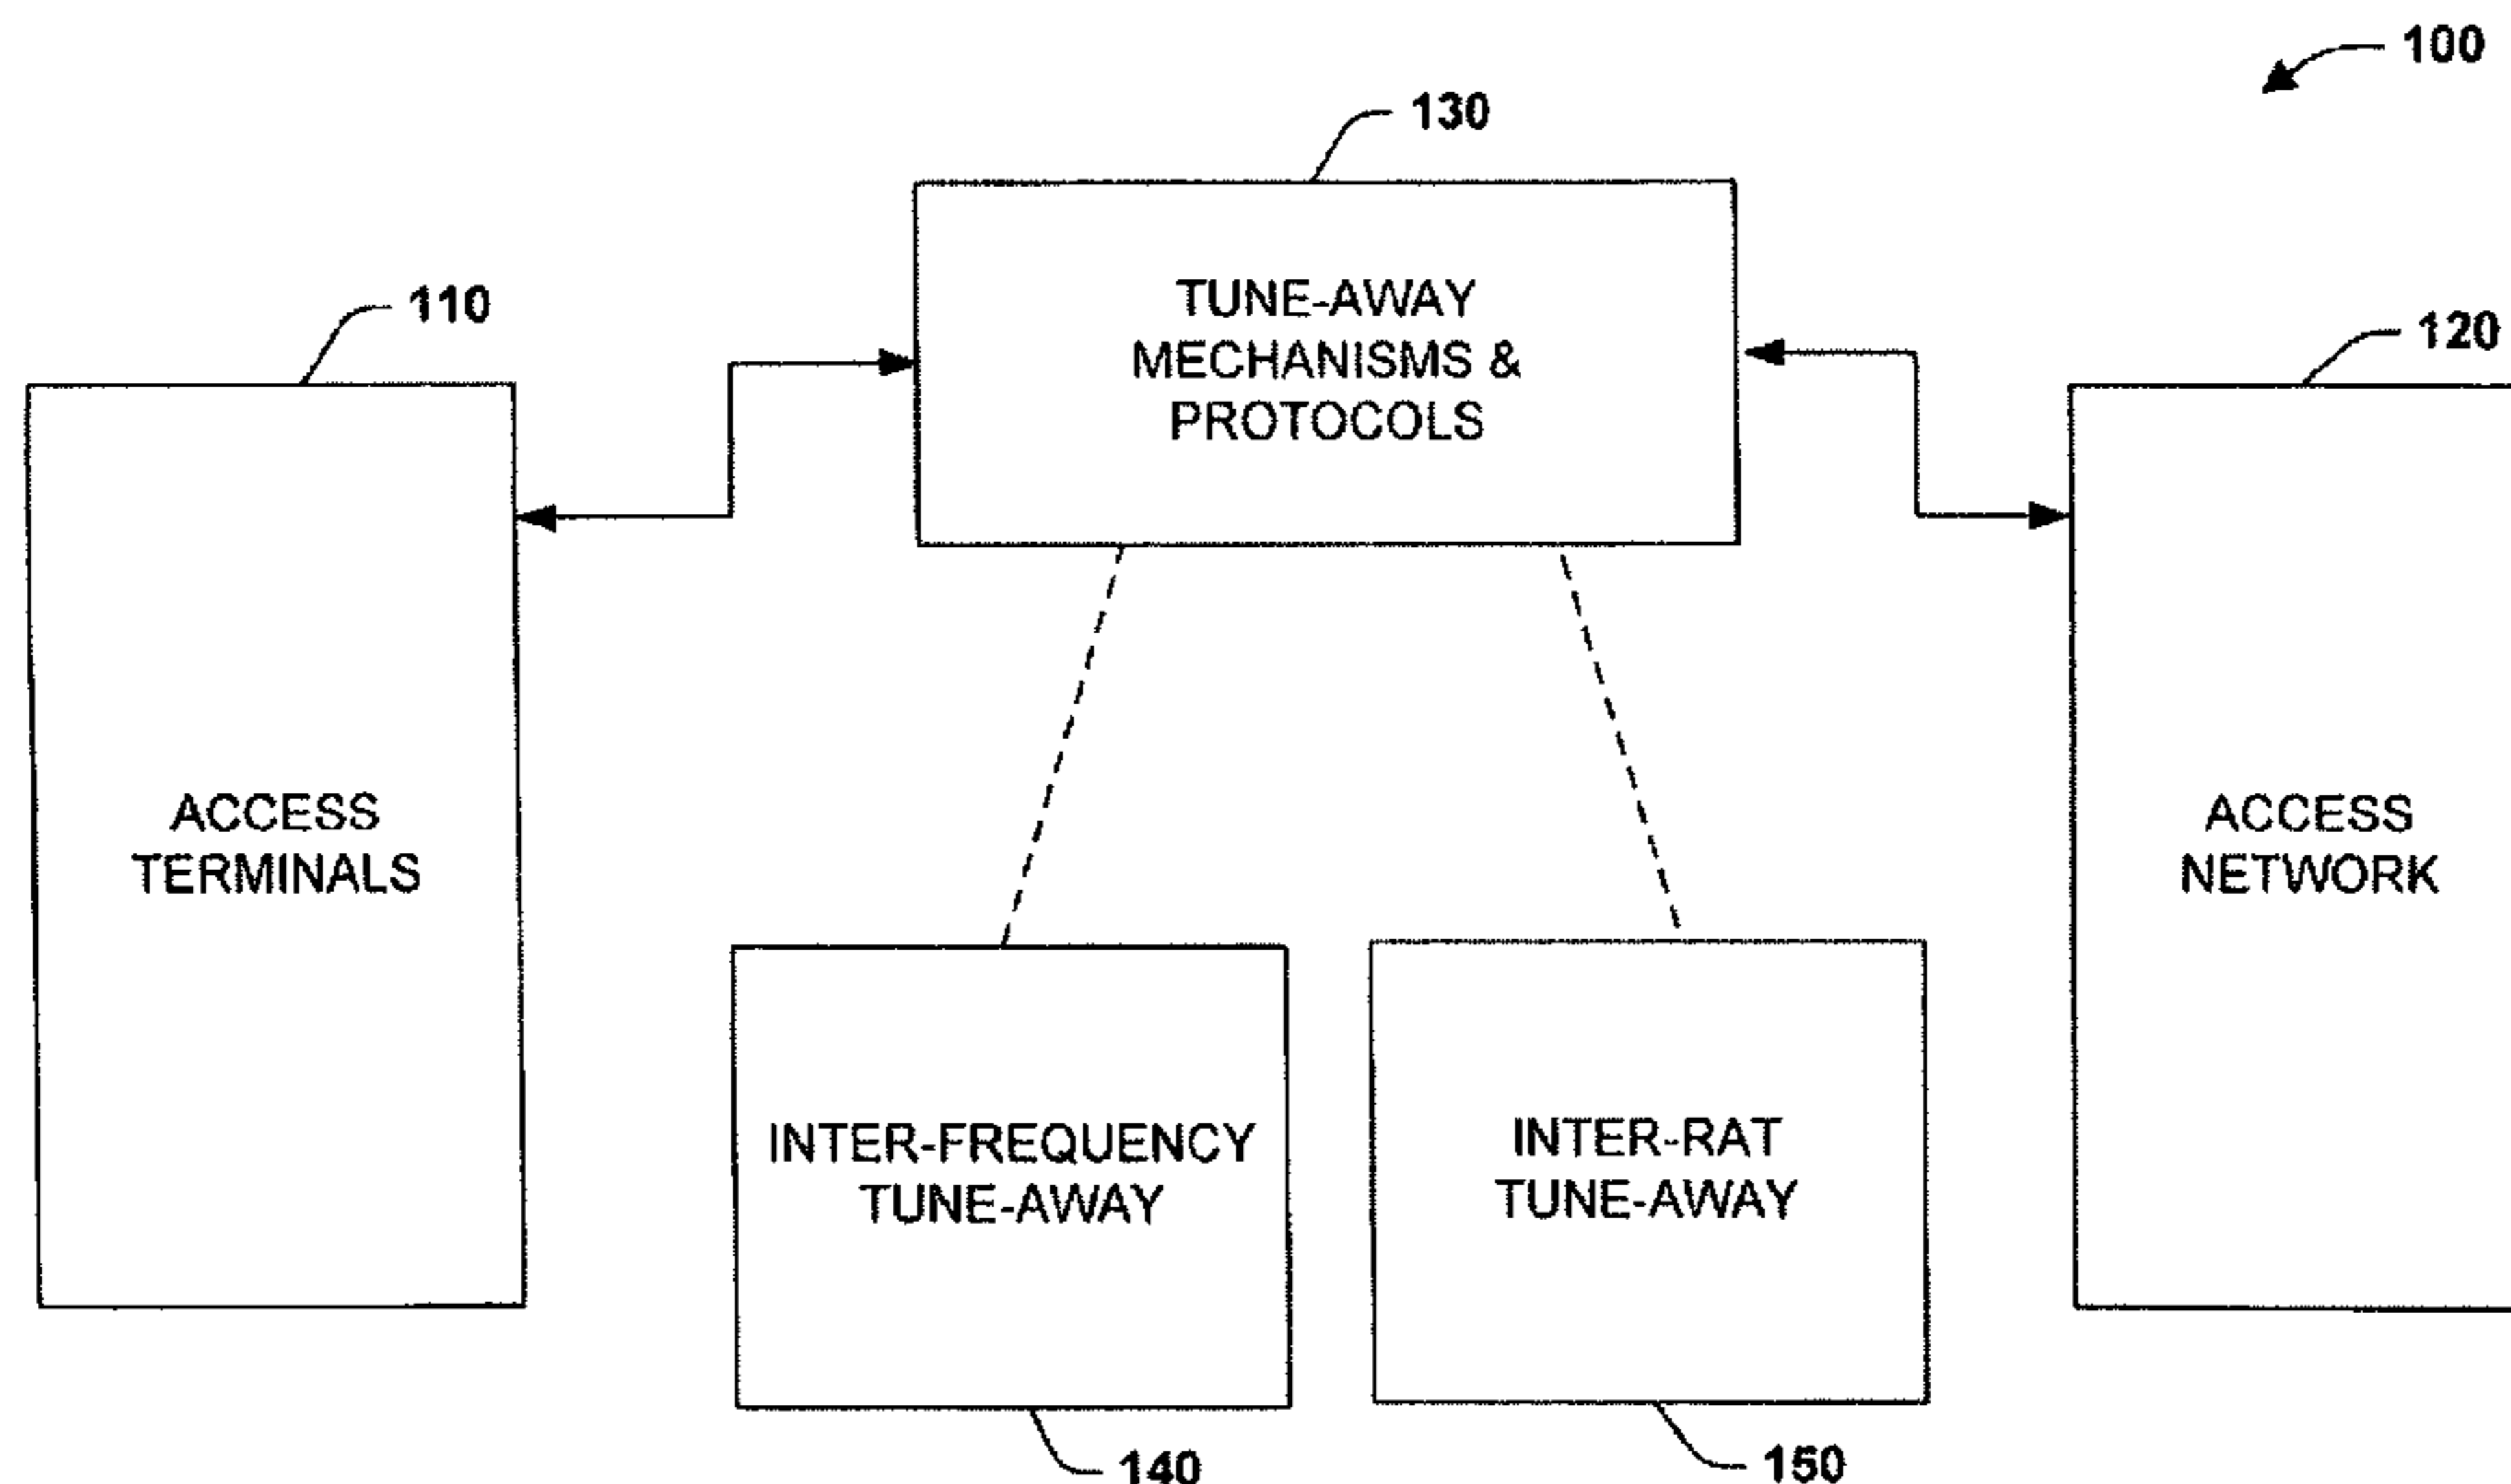 100
130
TUNE-AWAY
MECHANISMS &
PROTOCOLS
110
120
ACCESS
TERMINALS
ACCESS
NETWORK
INTER-FREQUENCY
TUNE-AWAY
INTER-RAT
TUNE-AWAY
140
150